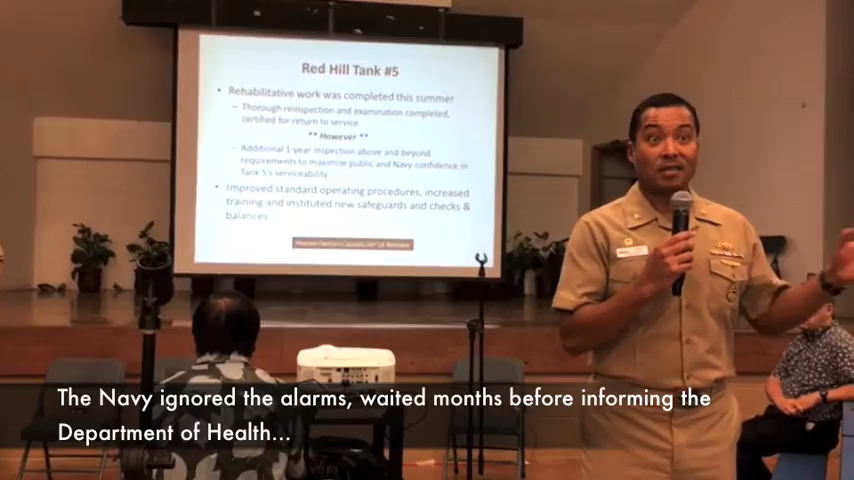 Red Hill Tank #5
• Rehabilitative work was completed this summer
– Thorough reinspection and examination completed,
certified for return to service
** However **
– Additional 1-year inspection above and beyond
requirements to maximize public and Navy confidence in
Tank 5's serviceability
• Improved standard operating procedures, increased
training and instituted new safeguards and checks &
balances
The Navy ignored the alarms, waited months before informing the
Department of Health...